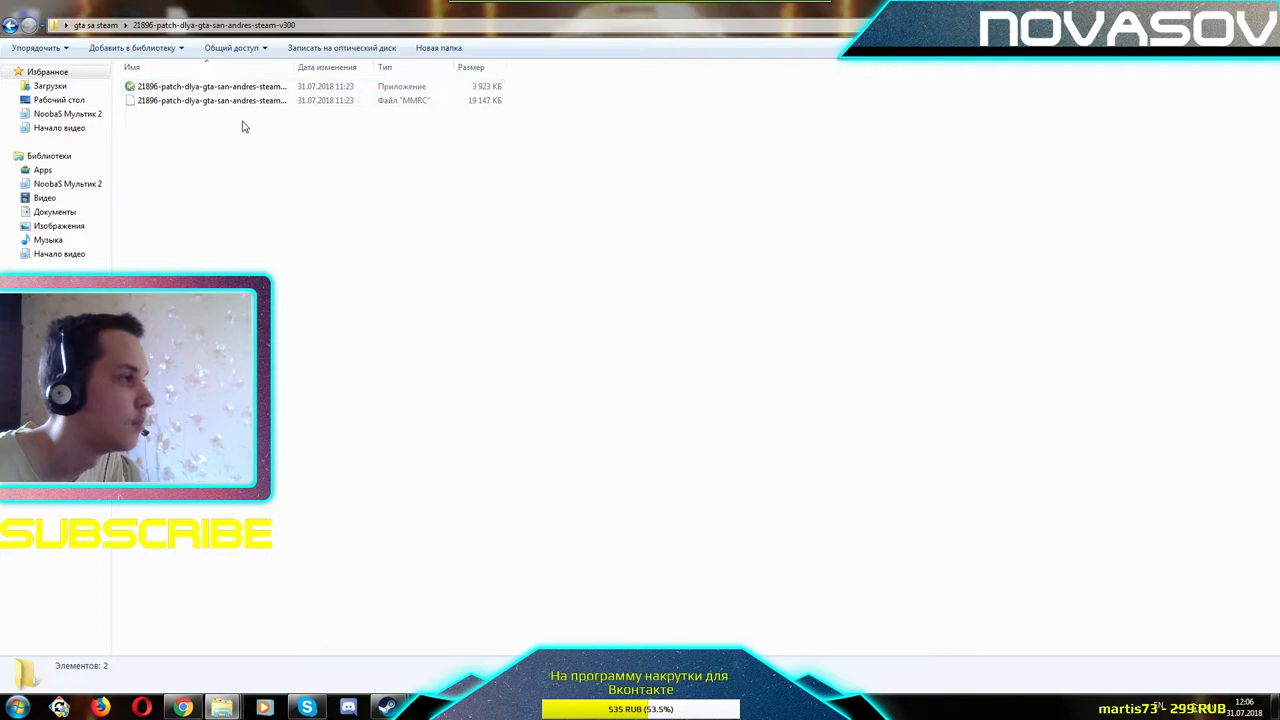 gta sa steam ▸ 21896-patch-dlya-gta-san-andres-steam-v300
NOVASOV
Упорядочить Добавить в библиотеку Общий доступ Записать на оптический диск Новая папка
Имя Дата изменения Тип Размер
Избранное
Загрузки
Рабочий стол
NoobaS Мультик 2
Начало видео
Библиотеки
Apps
NoobaS Мультик 2
Видео
Документы
Изображения
Музыка
Начало видео
21896-patch-dlya-gta-san-andres-steam... 31.07.2018 11:23 Приложение 3 923 КБ
21896-patch-dlya-gta-san-andres-steam... 31.07.2018 11:23 Файл "MMRC" 19 147 КБ
SUBSCRIBE
Элементов: 2
На программу накрутки для
Вконтакте
535 RUB (53.5%)
martis73 - 299 RUB
12:06
31.07.2018